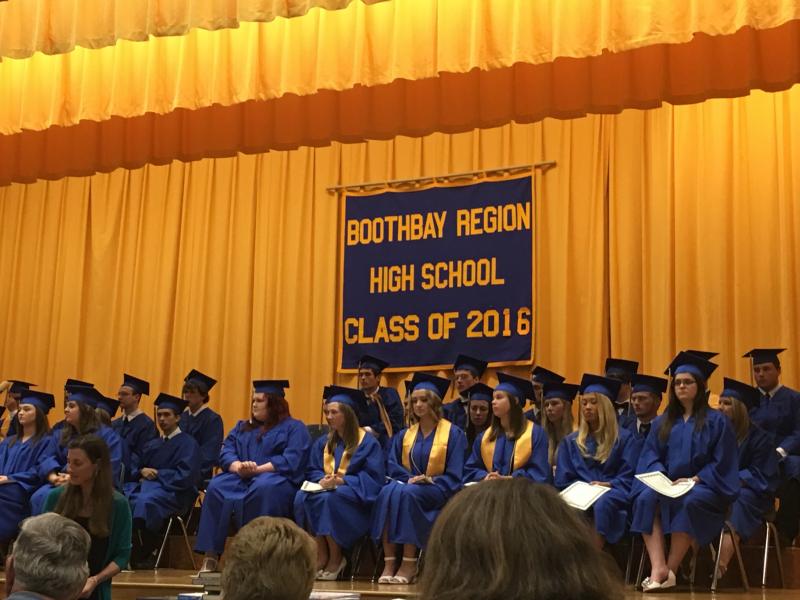 BOOTHBAY REGION
HIGH SCHOOL
CLASS OF 2016